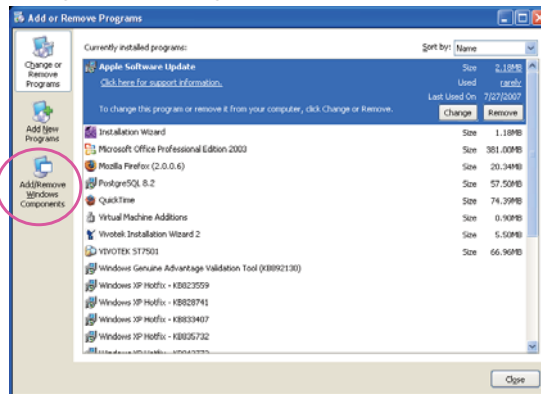 Add or Remove Programs
Change or
Remove
Programs
Add New
Programs
Add/Remove
Windows
Components
Currently installed programs:
Sort by: Name
Apple Software Update Size 2.18MB
Click here for support information. Used rarely
Last Used On 7/27/2007
To change this program or remove it from your computer, click Change or Remove. Change Remove
Installation Wizard Size 1.18MB
Microsoft Office Professional Edition 2003 Size 381.00MB
Mozilla Firefox (2.0.0.6) Size 20.34MB
PostgreSQL 8.2 Size 57.50MB
QuickTime Size 74.39MB
Virtual Machine Additions Size 0.90MB
Vivotek Installation Wizard 2 Size 5.50MB
VIVOTEK ST7501 Size 66.96MB
Windows Genuine Advantage Validation Tool (KB892130)
Windows XP Hotfix - KB823559
Windows XP Hotfix - KB828741
Windows XP Hotfix - KB833407
Windows XP Hotfix - KB835732
Windows XP Hotfix
Close